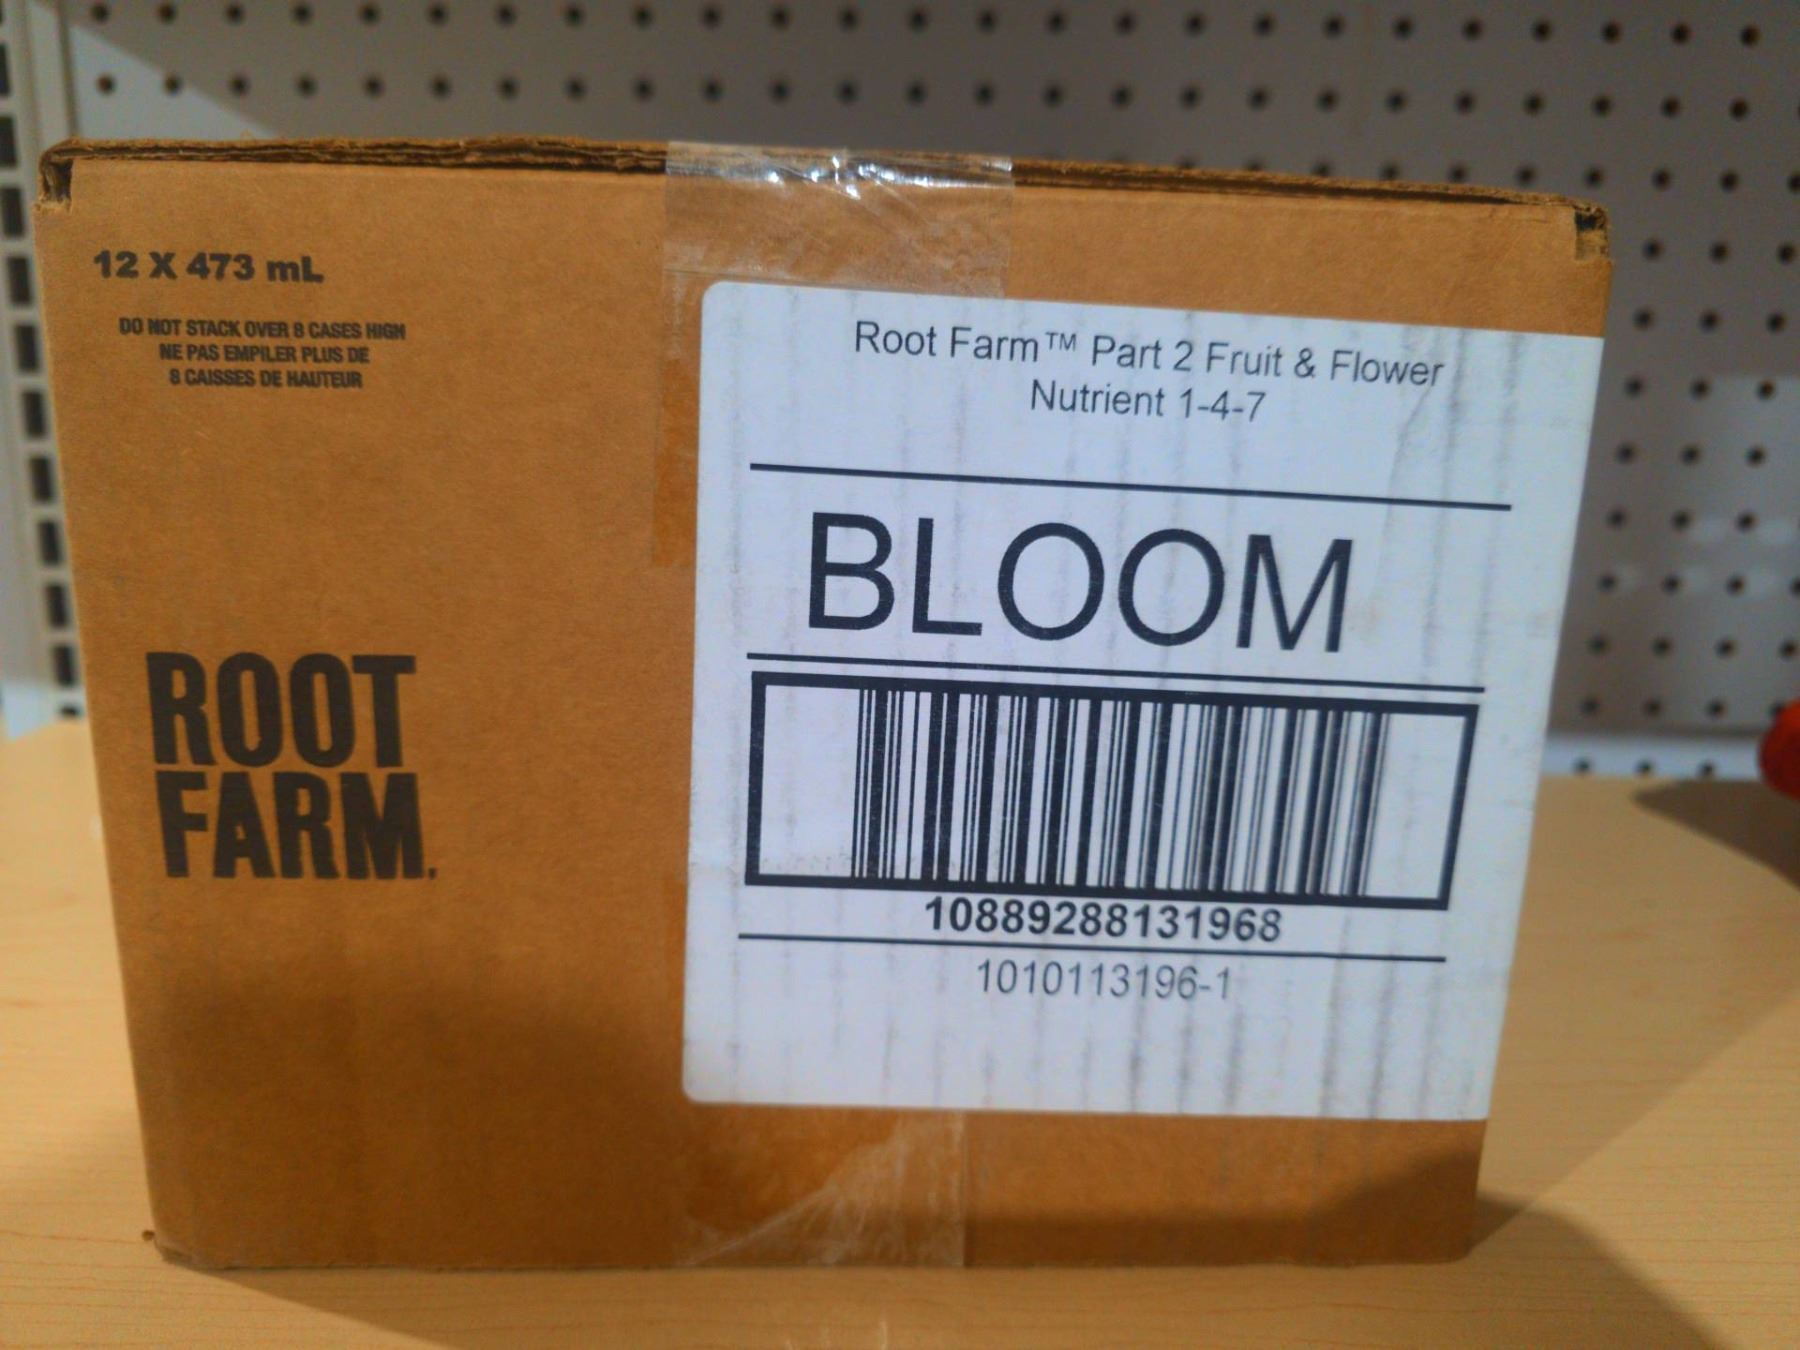 12 X 473 mL
DO NOT STACK OVER 8 CASES HIGH
NE PAS EMPILER PLUS DE
8 CAISSES DE HAUTEUR
ROOT
FARM.
Root Farm™ Part 2 Fruit & Flower
Nutrient 1-4-7
BLOOM
10889288131968
1010113196-1